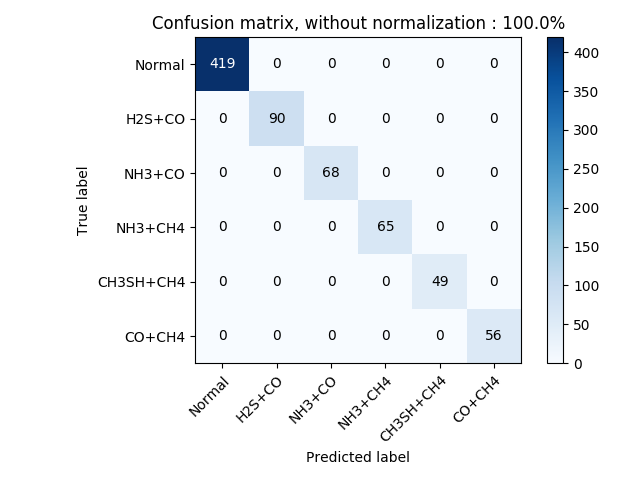 Confusion matrix, without normalization : 100.0%
True label
Normal 419 0 0 0 0 0
H2S+CO 0 90 0 0 0 0
NH3+CO 0 0 68 0 0 0
NH3+CH4 0 0 0 65 0 0
CH3SH+CH4 0 0 0 0 49 0
CO+CH4 0 0 0 0 0 56
Normal H2S+CO NH3+CO NH3+CH4 CH3SH+CH4 CO+CH4
Predicted label
400
350
300
250
200
150
100
50
0